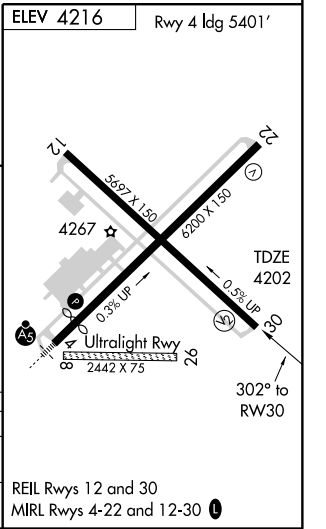 ELEV 4216
Rwy 4 ldg 5401'
12
22
5697 X 150
6200 X 150
V
4267
TDZE
4202
P
0.3% UP
0.5% UP
V2
30
A5
4
Ultralight Rwy
8
2442 X 75
26
302° to
RW30
REIL Rwys 12 and 30
MIRL Rwys 4-22 and 12-30 L